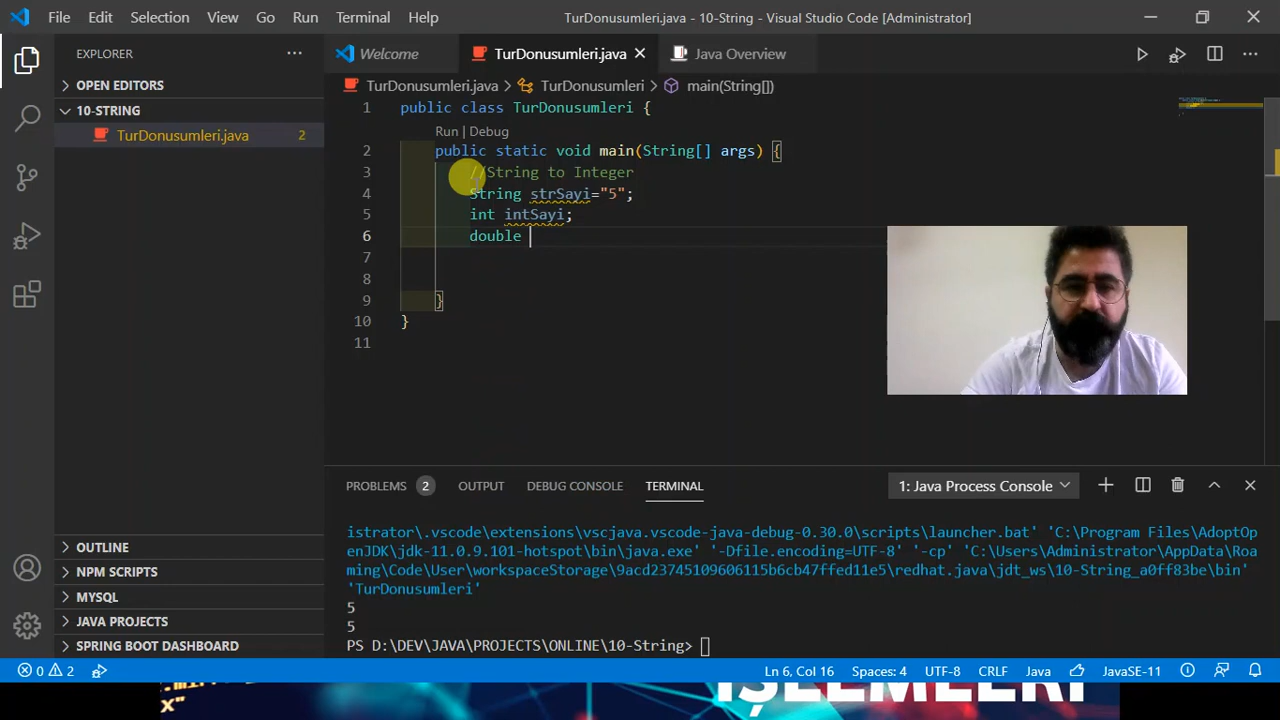 File Edit Selection View Go Run Terminal Help
TurDonusumleri.java - 10-String - Visual Studio Code [Administrator]
EXPLORER
Welcome
TurDonusumleri.java
Java Overview
OPEN EDITORS
10-STRING
TurDonusumleri.java 2
TurDonusumleri.java > TurDonusumleri > main(String[])
1 public class TurDonusumleri {
Run | Debug
2 public static void main(String[] args) {
3 //String to Integer
4 String strSayi="5";
5 int intSayi;
6 double
7
8
9 }
10 }
11
OUTLINE
NPM SCRIPTS
MYSQL
JAVA PROJECTS
SPRING BOOT DASHBOARD
PROBLEMS 2 OUTPUT DEBUG CONSOLE TERMINAL
1: Java Process Console
istrator\.vscode\extensions\vscjava.vscode-java-debug-0.30.0\scripts\launcher.bat' 'C:\Program Files\AdoptOp
enJDK\jdk-11.0.9.101-hotspot\bin\java.exe' '-Dfile.encoding=UTF-8' '-cp' 'C:\Users\Administrator\AppData\Roa
ming\Code\User\workspaceStorage\9acd23745109606115b6cb47ffed11e5\redhat.java\jdt_ws\10-String_a0ff83be\bin'
'TurDonusumleri'
5
5
PS D:\DEV\JAVA\PROJECTS\ONLINE\10-String>
0 2
Ln 6, Col 16 Spaces: 4 UTF-8 CRLF Java JavaSE-11
İŞLEMLERİ